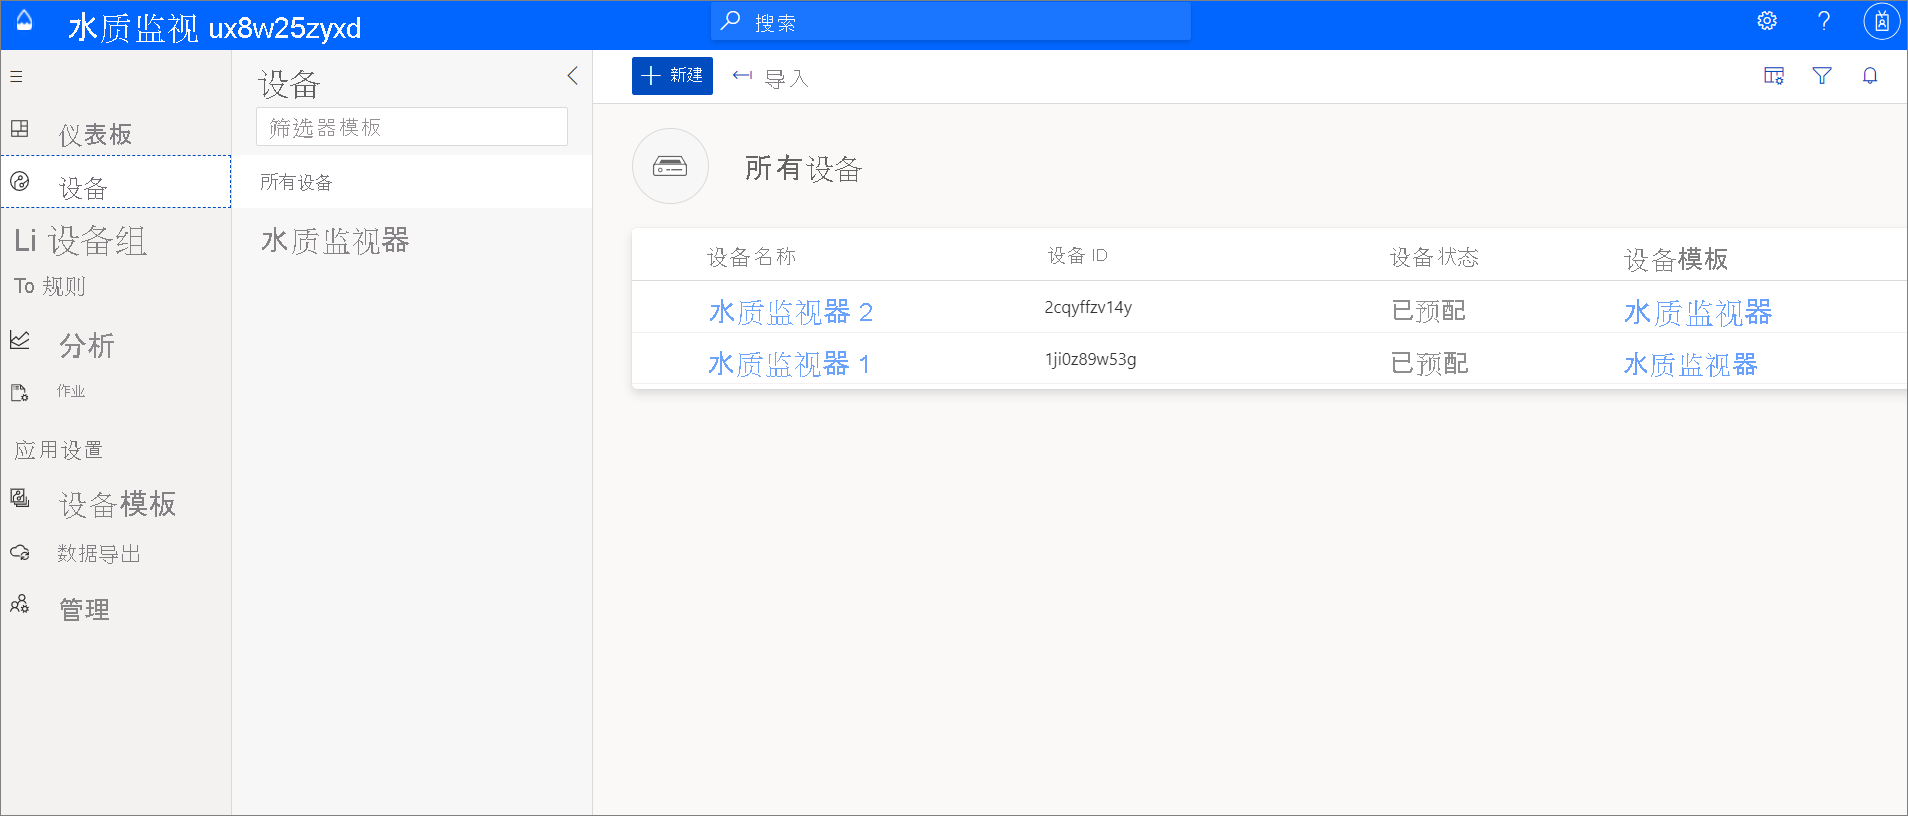 水质监视 ux8w25zyxd
搜索
仪表板
设备
Li 设备组
To 规则
分析
作业
应用设置
设备模板
数据导出
管理
设备
筛选器模板
所有设备
水质监视器
新建
导入
所有设备
设备名称 设备 ID 设备状态 设备模板
水质监视器 2 2cqyffzv14y 已预配 水质监视器
水质监视器 1 1ji0z89w53g 已预配 水质监视器